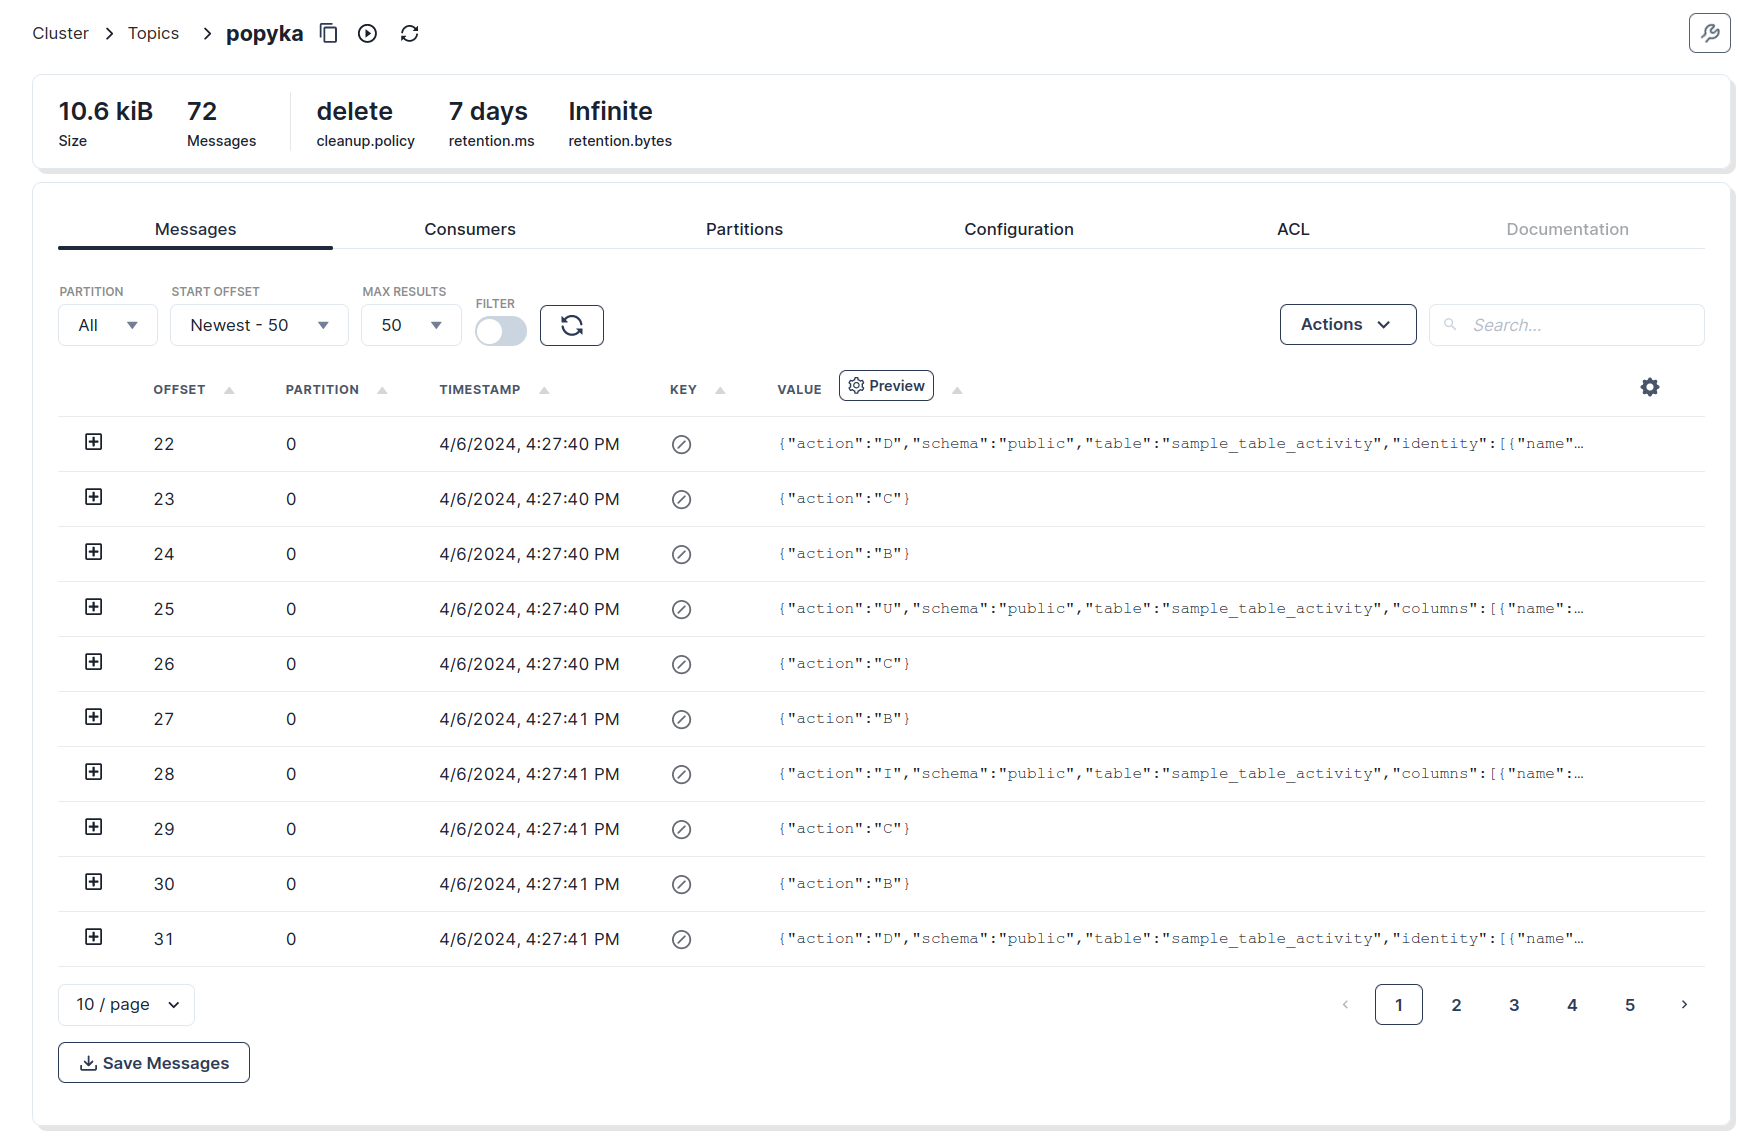 Cluster > Topics > popyka
10.6 kiB 72 delete 7 days Infinite
Size Messages cleanup.policy retention.ms retention.bytes
Messages Consumers Partitions Configuration ACL Documentation
PARTITION START OFFSET MAX RESULTS FILTER
All Newest - 50 50 Actions Search...
OFFSET PARTITION TIMESTAMP KEY VALUE Preview
22 0 4/6/2024, 4:27:40 PM {"action":"D","schema":"public","table":"sample_table_activity","identity":[{"name"…
23 0 4/6/2024, 4:27:40 PM {"action":"C"}
24 0 4/6/2024, 4:27:40 PM {"action":"B"}
25 0 4/6/2024, 4:27:40 PM {"action":"U","schema":"public","table":"sample_table_activity","columns":[{"name":…
26 0 4/6/2024, 4:27:40 PM {"action":"C"}
27 0 4/6/2024, 4:27:41 PM {"action":"B"}
28 0 4/6/2024, 4:27:41 PM {"action":"I","schema":"public","table":"sample_table_activity","columns":[{"name":…
29 0 4/6/2024, 4:27:41 PM {"action":"C"}
30 0 4/6/2024, 4:27:41 PM {"action":"B"}
31 0 4/6/2024, 4:27:41 PM {"action":"D","schema":"public","table":"sample_table_activity","identity":[{"name"…
10 / page < 1 2 3 4 5 >
Save Messages